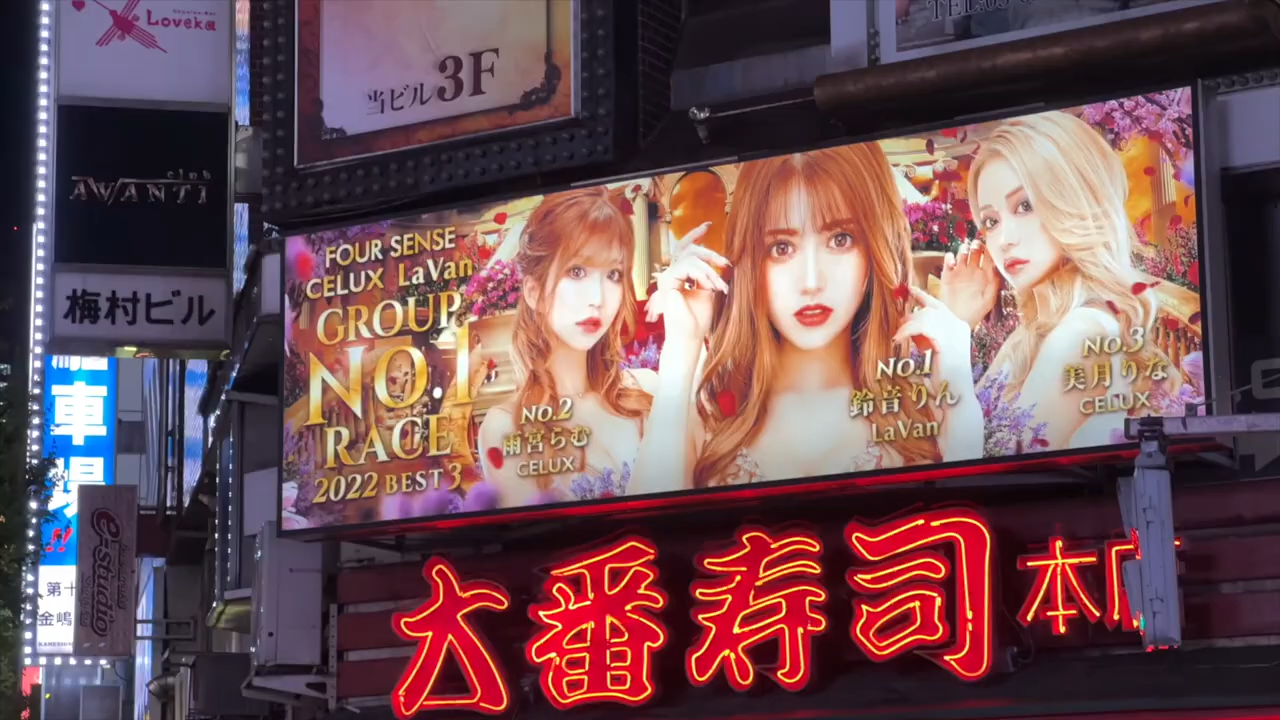 Loveka
club
AVANTI
梅村ビル
車
場
!!
第十
金嶋
e-studio
当ビル3F
FOUR SENSE
CELUX LaVan
GROUP
NO.1
RACE
2022 BEST 3
NO.2
雨宮らむ
CELUX
NO.1
鈴音りん
LaVan
NO.3
美月りな
CELUX
大番寿司
本店